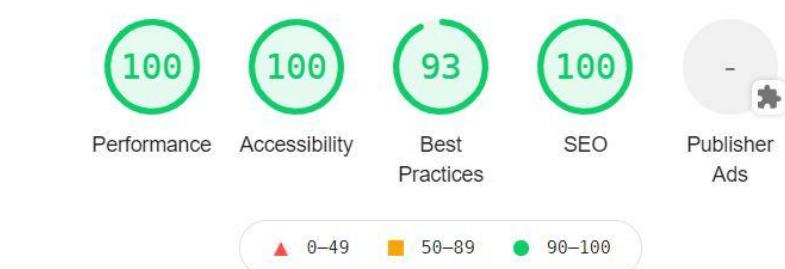 100 100 93 100 -
Performance Accessibility Best SEO Publisher
Practices Ads
0–49 50–89 90–100